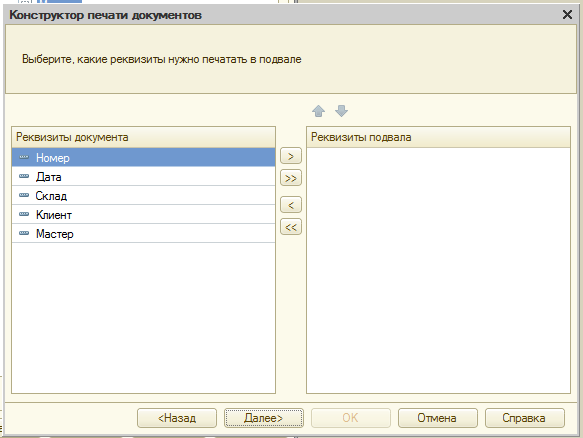 Конструктор печати документов
Выберите, какие реквизиты нужно печатать в подвале
Реквизиты документа
Реквизиты подвала
Номер
Дата
Склад
Клиент
Мастер
>
>>
<
<<
<Назад
Далее>
OK
Отмена
Справка